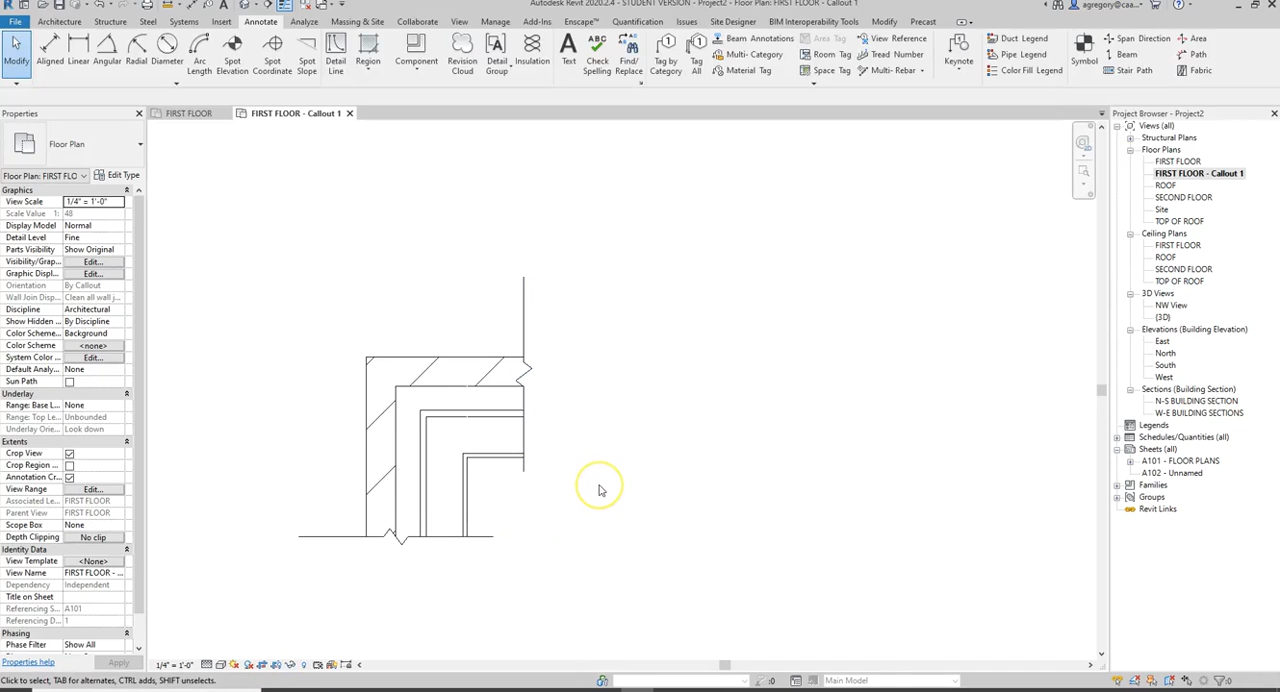 Autodesk Revit 2020.2.4 - STUDENT VERSION - Project2 - Floor Plan: FIRST FLOOR - Callout 1
agregory@caa...
File Architecture Structure Steel Systems Insert Annotate Analyze Massing & Site Collaborate View Manage Add-Ins Enscape™ Quantification Issues Site Designer BIM Interoperability Tools Modify Precast
Modify Aligned Linear Angular Radial Diameter Arc Length Spot Elevation Spot Coordinate Spot Slope Detail Line Region Component Revision Cloud Detail Group Insulation Text Check Spelling Find/ Replace Tag by Category Tag All
Beam Annotations Area Tag View Reference
Multi-Category Room Tag Tread Number
Material Tag Space Tag Multi-Rebar
Keynote
Duct Legend
Pipe Legend
Color Fill Legend
Symbol
Span Direction Area
Beam Path
Stair Path Fabric
Properties
FIRST FLOOR
FIRST FLOOR - Callout 1
Floor Plan
Floor Plan: FIRST FLO
Edit Type
Graphics
View Scale 1/4" = 1'-0"
Scale Value 1: 48
Display Model Normal
Detail Level Fine
Parts Visibility Show Original
Visibility/Grap... Edit...
Graphic Displ... Edit...
Orientation By Callout
Wall Join Disp... Clean all wall j...
Discipline Architectural
Show Hidden ... By Discipline
Color Scheme... Background
Color Scheme <none>
System Color ... Edit...
Default Analy... None
Sun Path
Underlay
Range: Base L... None
Range: Top Le... Unbounded
Underlay Orie... Look down
Extents
Crop View
Crop Region ...
Annotation Cr...
View Range Edit...
Associated Le... FIRST FLOOR
Parent View FIRST FLOOR
Scope Box None
Depth Clipping No clip
Identity Data
View Template <None>
View Name FIRST FLOOR - ...
Dependency Independent
Title on Sheet
Referencing S... A101
Referencing D... 1
Phasing
Phase Filter Show All
Properties help
Apply
1/4" = 1'-0"
Click to select, TAB for alternates, CTRL adds, SHIFT unselects.
:0
Main Model
:0
Project Browser - Project2
Views (all)
Structural Plans
Floor Plans
FIRST FLOOR
FIRST FLOOR - Callout 1
ROOF
SECOND FLOOR
Site
TOP OF ROOF
Ceiling Plans
FIRST FLOOR
ROOF
SECOND FLOOR
TOP OF ROOF
3D Views
NW View
{3D}
Elevations (Building Elevation)
East
North
South
West
Sections (Building Section)
N-S BUILDING SECTION
W-E BUILDING SECTIONS
Legends
Schedules/Quantities (all)
Sheets (all)
A101 - FLOOR PLANS
A102 - Unnamed
Families
Groups
Revit Links